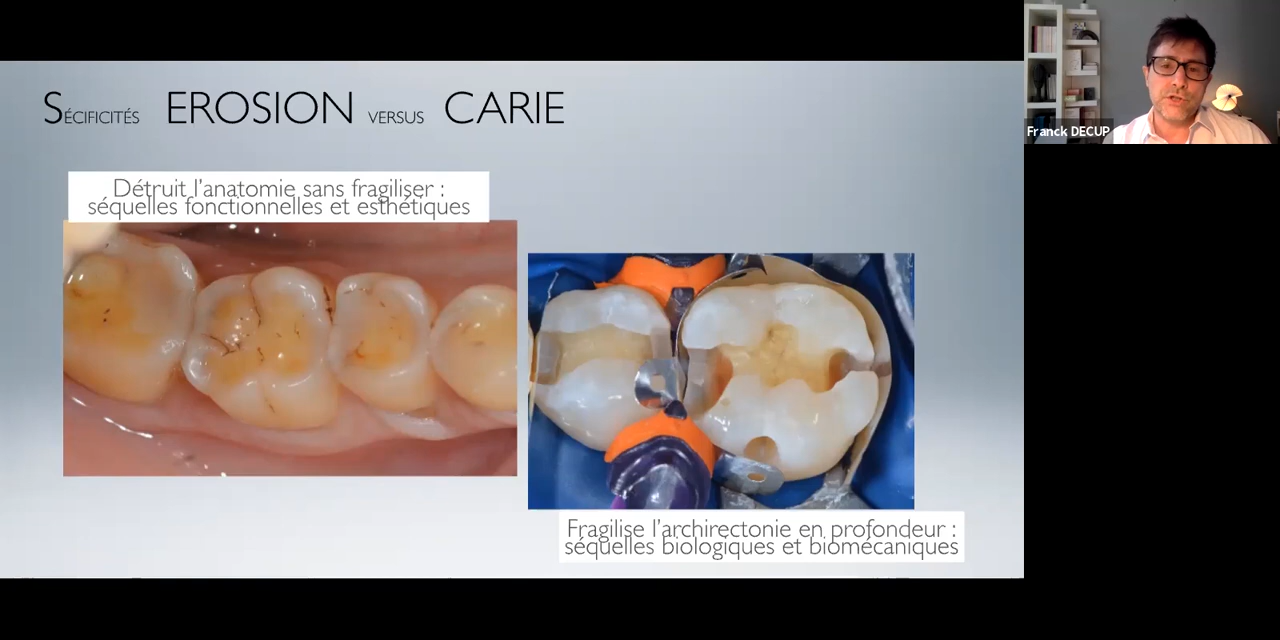 SÉCIFICITÉS EROSION VERSUS CARIE
Détruit l'anatomie sans fragiliser :
séquelles fonctionnelles et esthétiques
Fragilise l'archirectonie en profondeur :
séquelles biologiques et biomécaniques
Franck DECUP